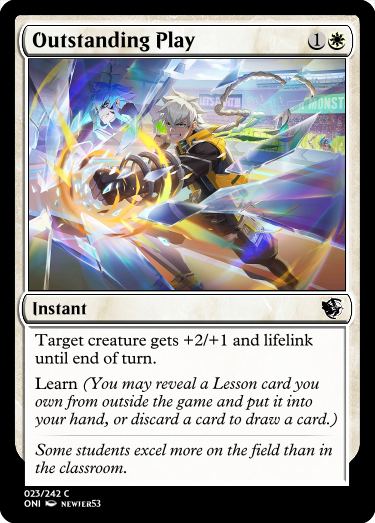 Outstanding Play 1
Instant
Target creature gets +2/+1 and lifelink
until end of turn.
Learn (You may reveal a Lesson card you
own from outside the game and put it into
your hand, or discard a card to draw a card.)
Some students excel more on the field than in
the classroom.
023/242 C
ONI NEWIER53